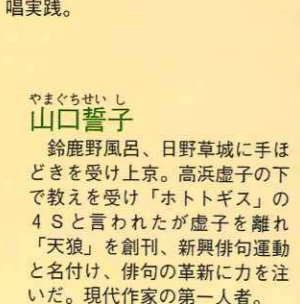 唱実践。
やまぐちせいし
山口誓子
鈴鹿野風呂、日野草城に手ほ
どきを受け上京。高浜虚子の下
で教えを受け「ホトトギス」の
４Ｓと言われたが虚子を離れ
「天狼」を創刊、新興俳句運動
と名付け、俳句の革新に力を注
いだ。現代作家の第一人者。